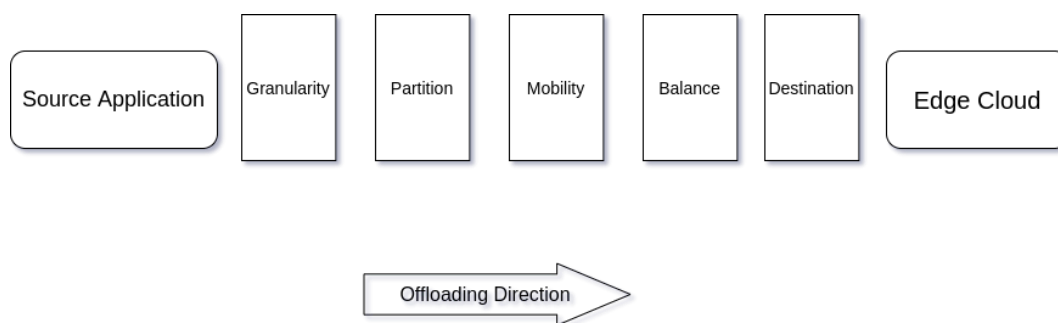 Source Application
Granularity
Partition
Mobility
Balance
Destination
Edge Cloud
Offloading Direction